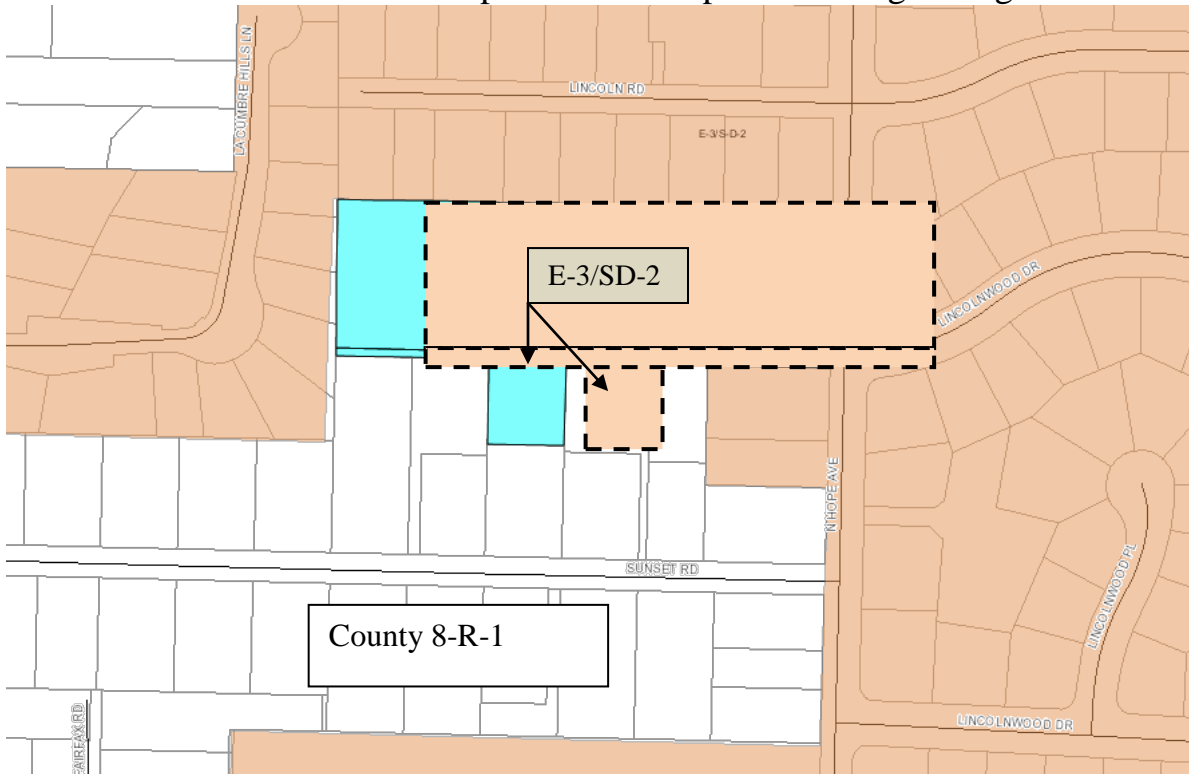 LA CUMBRE HILLS LN
LINCOLN RD
E-3/S-D-2
E-3/SD-2
LINCOLNWOOD DR
N HOPE AVE
SUNSET RD
LINCOLNWOOD PL
County 8-R-1
FAIRFAX RD
LINCOLNWOOD DR